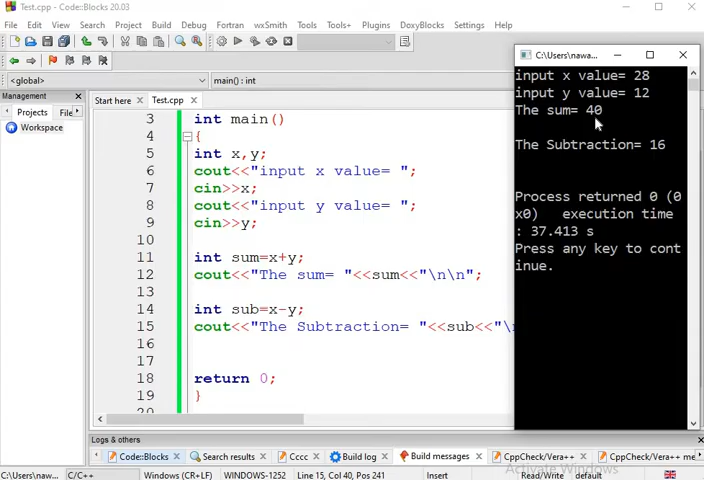 Test.cpp - Code::Blocks 20.03
File Edit View Search Project Build Debug Fortran wxSmith Tools Tools+ Plugins DoxyBlocks Settings Help
<global>
main() : int
Management
Projects
File
Workspace
Start here
Test.cpp
3 int main()
4 {
5 int x,y;
6 cout<<"input x value= ";
7 cin>>x;
8 cout<<"input y value= ";
9 cin>>y;
10
11 int sum=x+y;
12 cout<<"The sum= "<<sum<<"\n\n";
13
14 int sub=x-y;
15 cout<<"The Subtraction= "<<sub<<"\
16
17
18 return 0;
19 }
20
C:\Users\nawa...
input x value= 28
input y value= 12
The sum= 40
The Subtraction= 16
Process returned 0 (0
x0)   execution time
: 37.413 s
Press any key to cont
inue.
Logs & others
Code::Blocks
Search results
Cccc
Build log
Build messages
CppCheck/Vera++
CppCheck/Vera++ me
Activate Windows
C:\Users\naw...
C/C++
Windows (CR+LF)
WINDOWS-1252
Line 15, Col 40, Pos 241
Insert
Read/Write
default